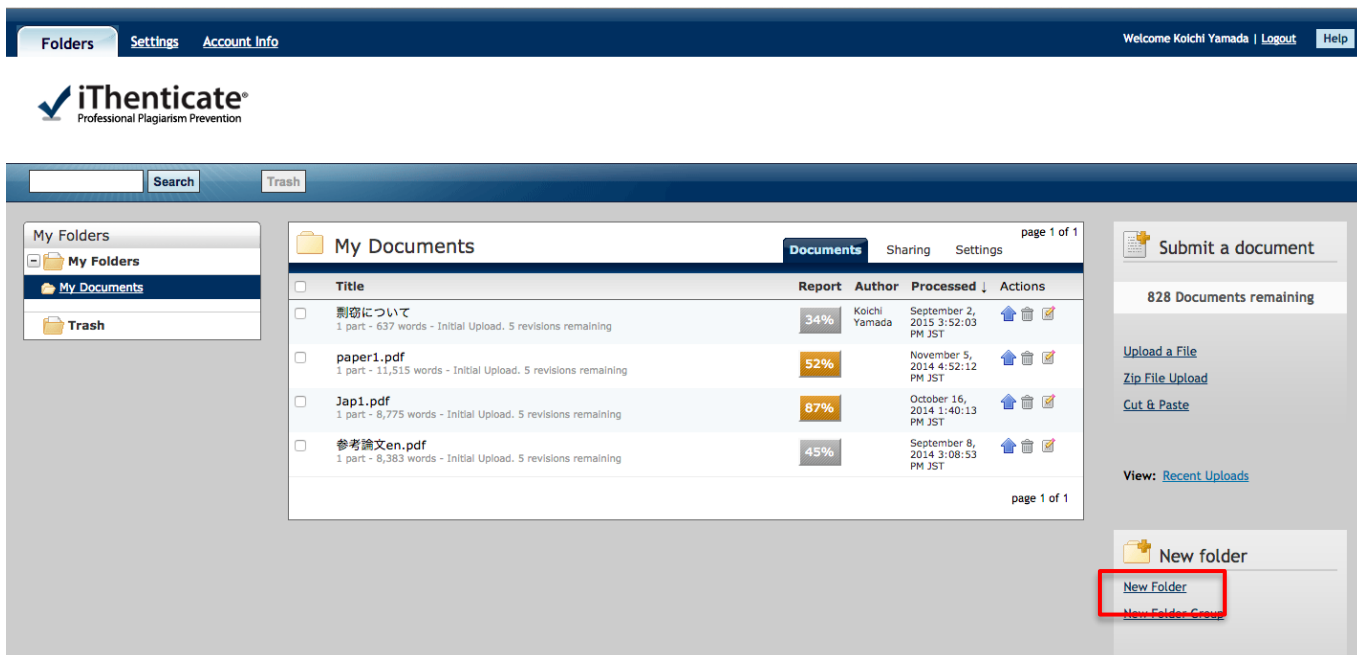 Folders Settings Account Info Welcome Koichi Yamada | Logout Help
iThenticate®
Professional Plagiarism Prevention
Search Trash
My Folders
My Folders
My Documents
Trash
My Documents
Documents Sharing Settings
page 1 of 1
Title Report Author Processed ↓ Actions
剽窃について
1 part - 637 words - Initial Upload. 5 revisions remaining
34%
Koichi
Yamada
September 2,
2015 3:52:03
PM JST
paper1.pdf
1 part - 11,515 words - Initial Upload. 5 revisions remaining
52%
November 5,
2014 4:52:12
PM JST
Jap1.pdf
1 part - 8,775 words - Initial Upload. 5 revisions remaining
87%
October 16,
2014 1:40:13
PM JST
参考論文en.pdf
1 part - 8,383 words - Initial Upload. 5 revisions remaining
45%
September 8,
2014 3:08:53
PM JST
page 1 of 1
Submit a document
828 Documents remaining
Upload a File
Zip File Upload
Cut & Paste
View: Recent Uploads
New folder
New Folder
New Folder Group